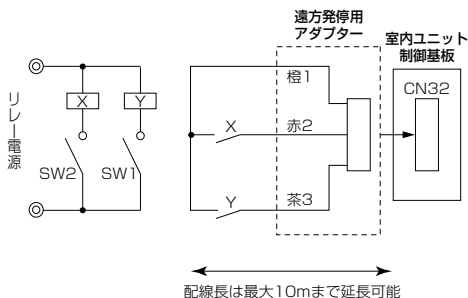 遠方発停用
アダプター
室内ユニット
制御基板
CN32
橙1
X
Y
X
赤2
リレー電源
SW2
SW1
Y
茶3
配線長は最大10mまで延長可能